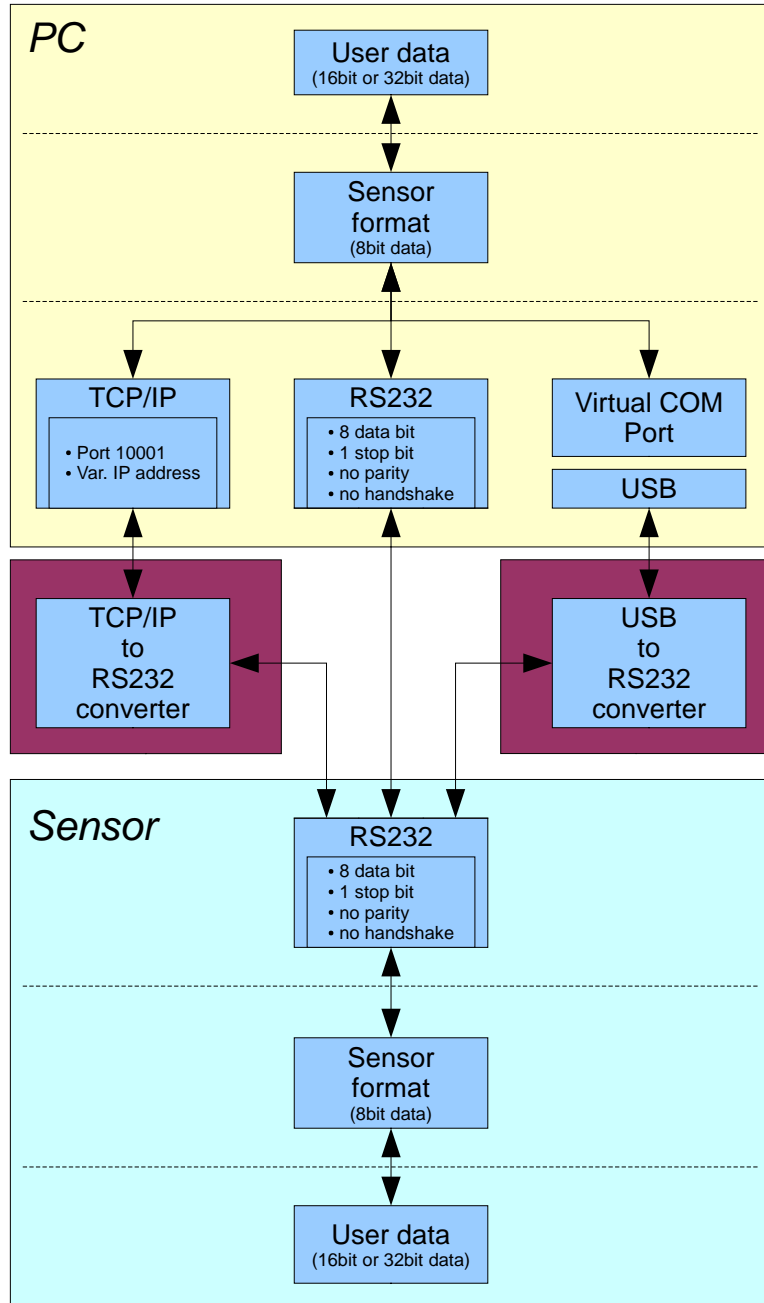 PC
User data
(16bit or 32bit data)
Sensor
format
(8bit data)
TCP/IP
• Port 10001
• Var. IP address
RS232
• 8 data bit
• 1 stop bit
• no parity
• no handshake
Virtual COM
Port
USB
TCP/IP
to
RS232
converter
USB
to
RS232
converter
Sensor
RS232
• 8 data bit
• 1 stop bit
• no parity
• no handshake
Sensor
format
(8bit data)
User data
(16bit or 32bit data)